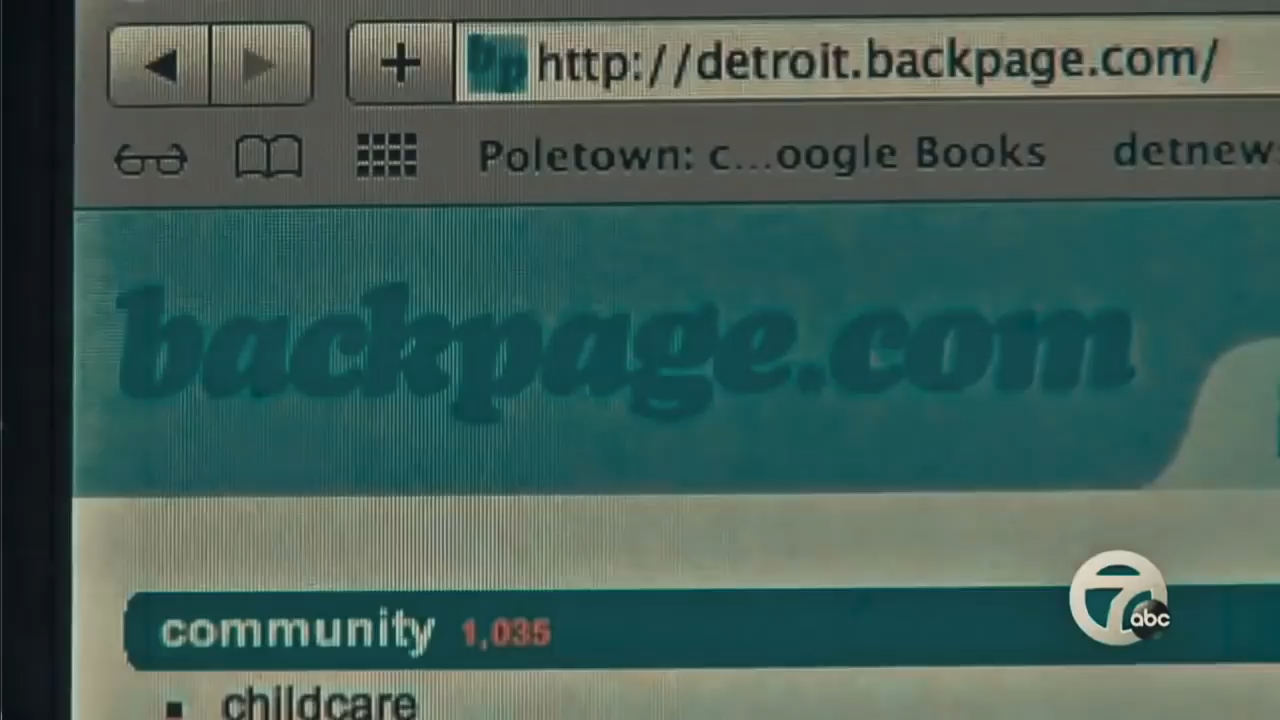 bp http://detroit.backpage.com/
Poletown: c...oogle Books detnew
backpage.com
community 1,035
childcare
7 abc